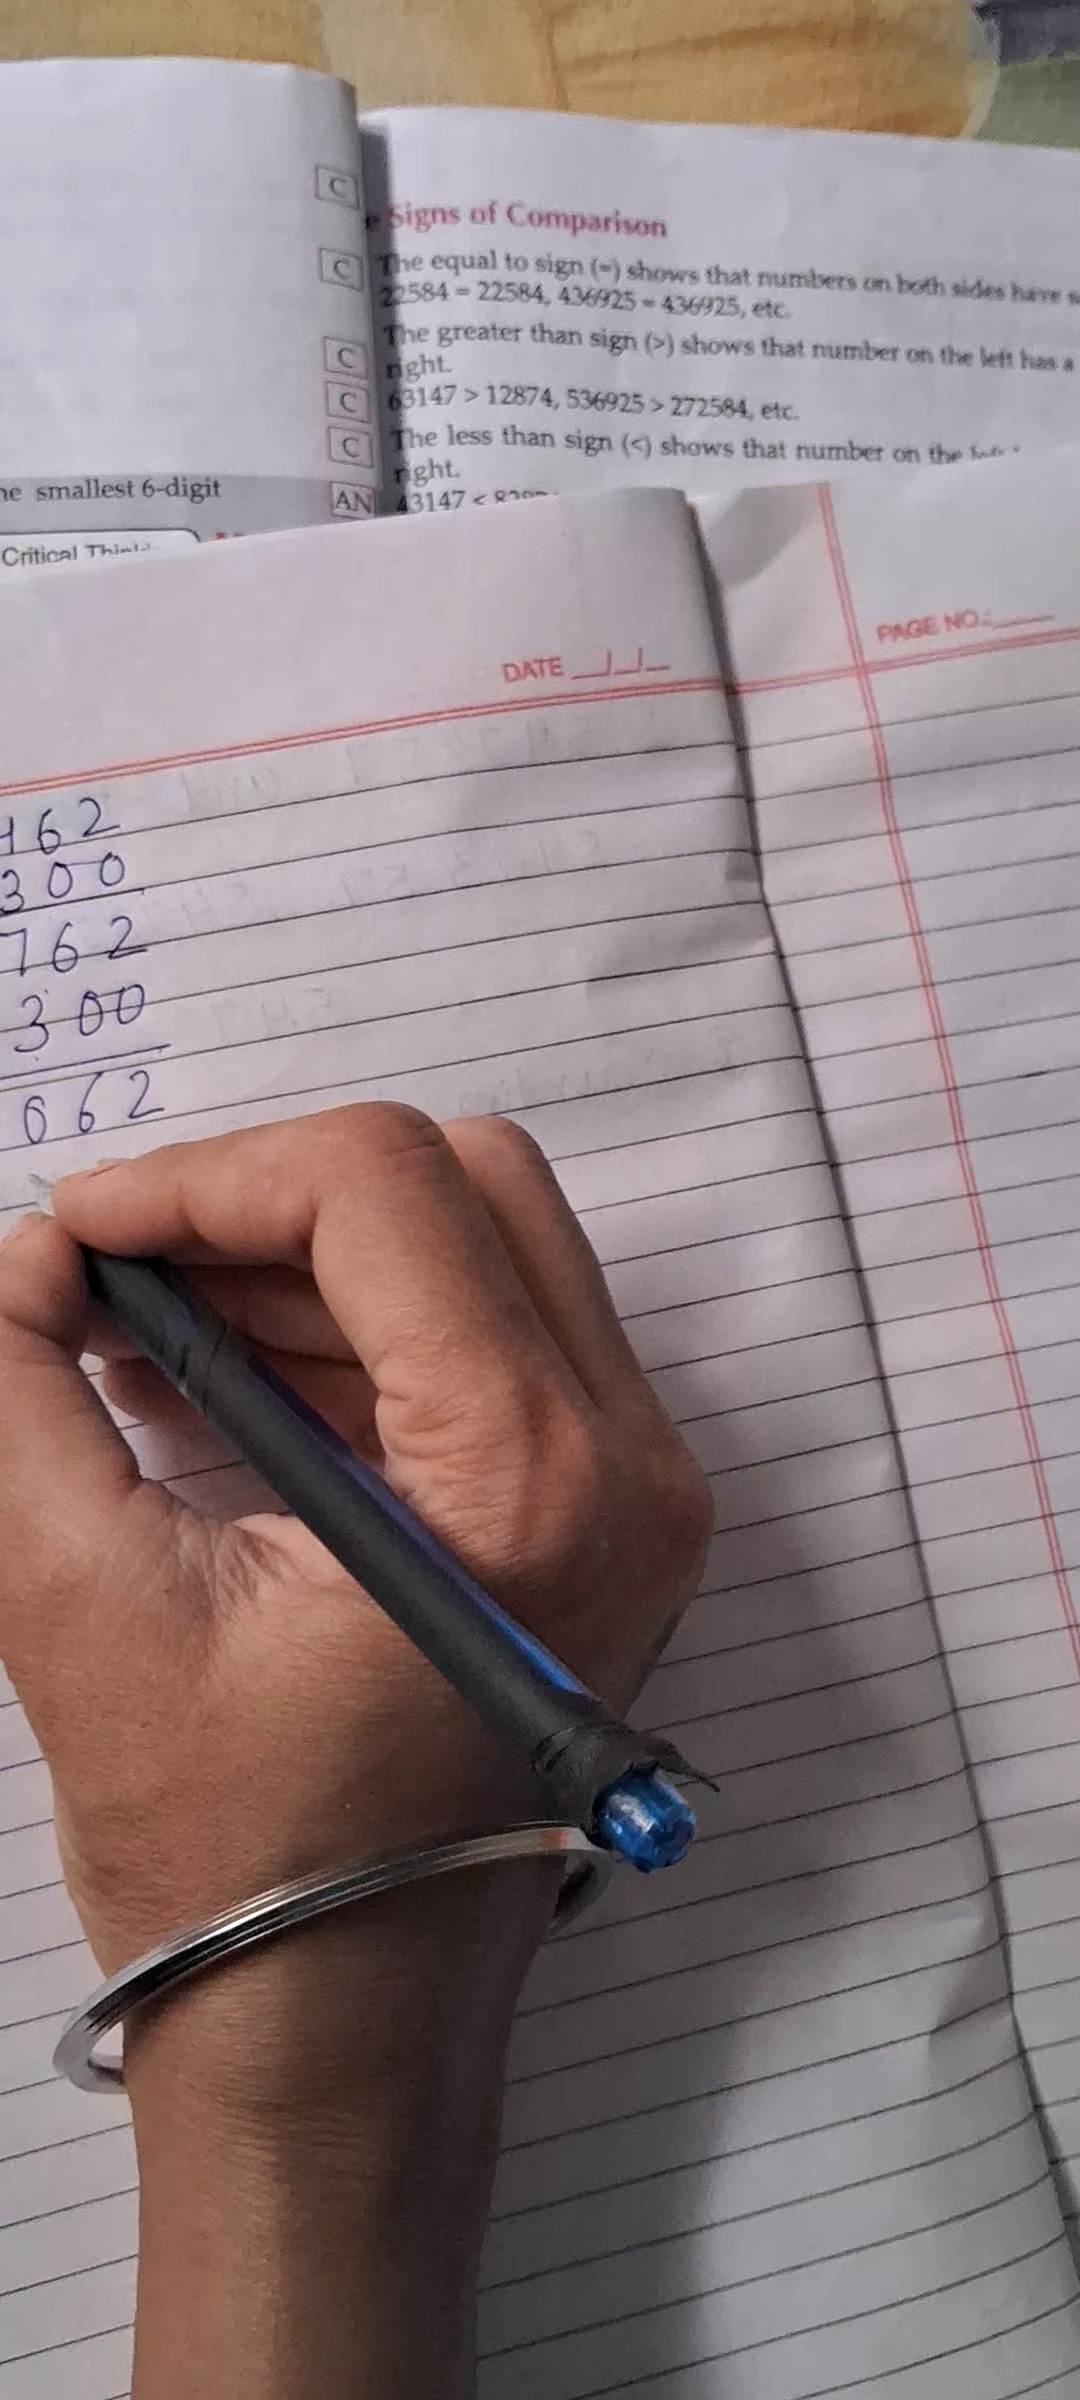 C
Signs of Comparison
C The equal to sign (=) shows that numbers on both sides have
22584 = 22584, 436925 = 436925, etc.
C The greater than sign (>) shows that number on the left has a
right.
C 63147 > 12874, 536925 > 272584, etc.
C The less than sign (<) shows that number on the
right.
AN 43147 <
smallest 6-digit
Critical
DATE
PAGE NO.:
462
300
762
300
062